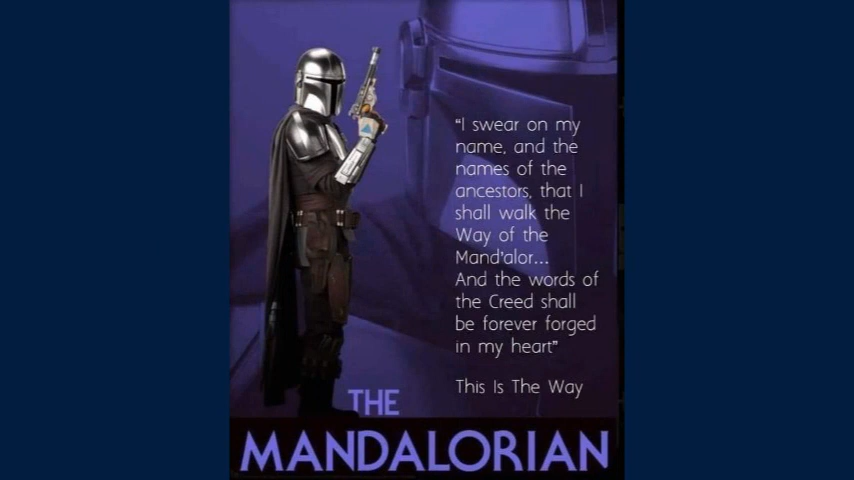 “I swear on my
name, and the
names of the
ancestors, that I
shall walk the
Way of the
Mand'alor...
And the words of
the Creed shall
be forever forged
in my heart”
This Is The Way
THE
MANDALORIAN